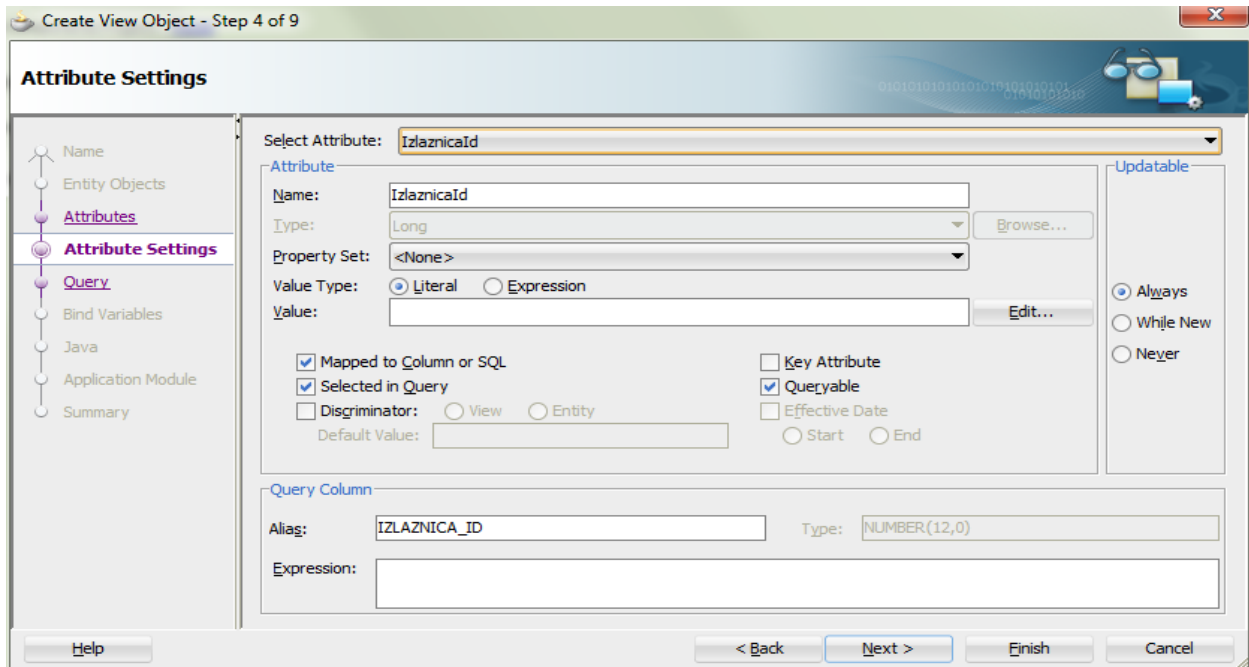 Create View Object - Step 4 of 9
Attribute Settings
Name
Entity Objects
Attributes
Attribute Settings
Query
Bind Variables
Java
Application Module
Summary
Select Attribute: IzlaznicaId
Attribute
Name: IzlaznicaId
Type: Long Browse...
Property Set: <None>
Value Type: Literal Expression
Value: Edit...
Mapped to Column or SQL Key Attribute
Selected in Query Queryable
Discriminator: View Entity Effective Date
Default Value: Start End
Updatable
Always
While New
Never
Query Column
Alias: IZLAZNICA_ID Type: NUMBER(12,0)
Expression:
Help < Back Next > Finish Cancel